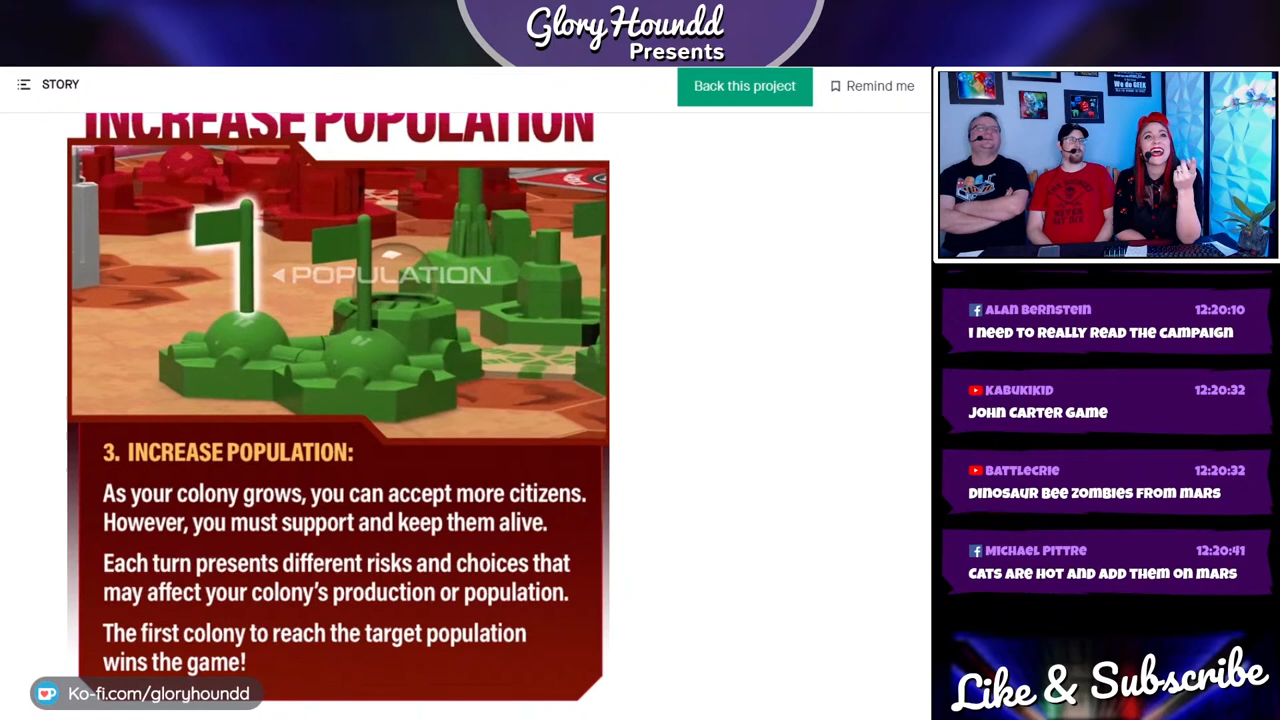 GloryHoundd
Presents
STORY
Back this project
Remind me
INCREASE POPULATION
POPULATION
3. INCREASE POPULATION:
As your colony grows, you can accept more citizens.
However, you must support and keep them alive.
Each turn presents different risks and choices that
may affect your colony's production or population.
The first colony to reach the target population
wins the game!
Ko-fi.com/gloryhoundd
We do GEEK
ALAN BERNSTEIN 12:20:10
I NEED TO REALLY READ THE CAMPAIGN
KABUKIKID 12:20:32
JOHN CARTER GAME
BATTLECRIE 12:20:32
DINOSAUR BEE ZOMBIES FROM MARS
MICHAEL PITTRE 12:20:41
CATS ARE HOT AND ADD THEM ON MARS
Like & Subscribe